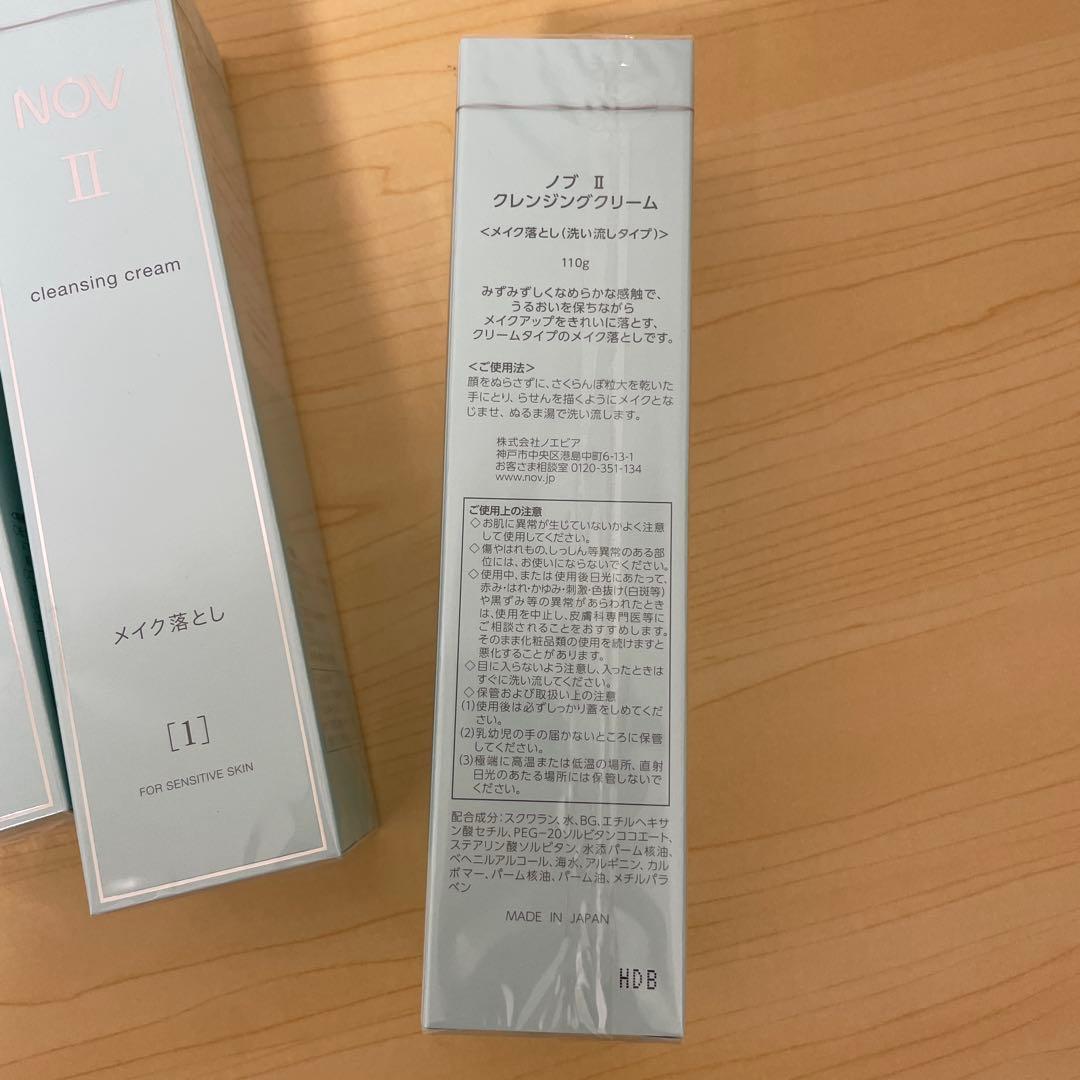 NOV
II
cleansing cream
メイク落とし
[1]
FOR SENSITIVE SKIN
ノブ Ⅱ
クレンジングクリーム
<メイク落とし(洗い流しタイプ)>
110g
みずみずしくなめらかな感触で、
うるおいを保ちながら
メイクアップをきれいに落とす、
クリームタイプのメイク落としです。
<ご使用法>
顔をぬらさずに、さくらんぼ粒大を乾いた
手にとり、らせんを描くようにメイクとな
じませ、ぬるま湯で洗い流します。
株式会社ノエビア
神戸市中央区港島中町6-13-1
お客さま相談室 0120-351-134
www.nov.jp
ご使用上の注意
◇お肌に異常が生じていないかよく注意
して使用してください。
◇傷やはれもの、しっしん等異常のある部
位には、お使いにならないでください。
◇使用中、または使用後日光にあたって、
赤み・はれ・かゆみ・刺激・色抜け(白斑等)
や黒ずみ等の異常があらわれたとき
は、使用を中止し、皮膚科専門医等に
ご相談されることをおすすめします。
そのまま化粧品類の使用を続けますと
悪化することがあります。
◇目に入らないよう注意し、入ったときは
すぐに洗い流してください。
◇保管および取扱い上の注意
(1)使用後は必ずしっかり蓋をしめてくだ
さい。
(2)乳幼児の手の届かないところに保管
してください。
(3)極端に高温または低温の場所、直射
日光のあたる場所には保管しないで
ください。
配合成分:スクワラン、水、BG、エチルヘキサ
ン酸セチル、PEG-20ソルビタンココエート、
ステアリン酸ソルビタン、水添パーム核油、
ベヘニルアルコール、海水、アルギニン、カル
ボマー、パーム核油、パーム油、メチルパラ
ベン
MADE IN JAPAN
HDB